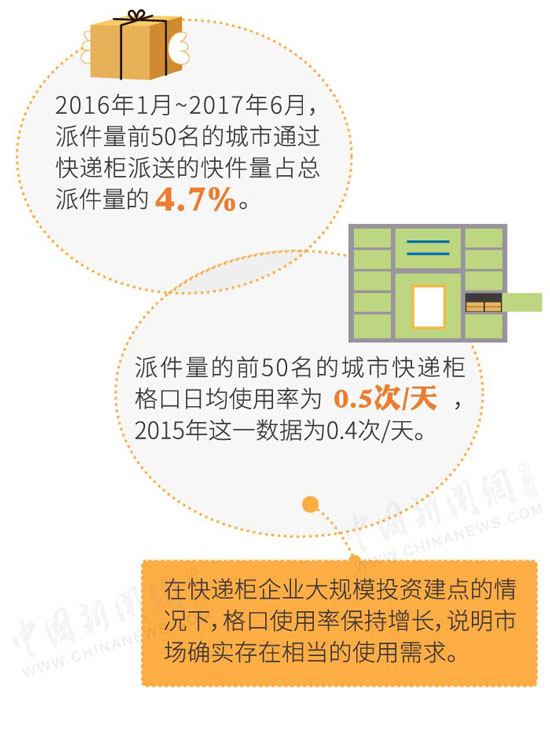 2016年1月~2017年6月，
派件量前50名的城市通过
快递柜派送的快件量占总
派件量的 4.7%。
派件量的前50名的城市快递柜
格口日均使用率为 0.5次/天 ，
2015年这一数据为0.4次/天。
中国新闻網
中新网
WWW.CHINANEWS.COM
在快递柜企业大规模投资建点的情
况下，格口使用率保持增长，说明市
场确实存在相当的使用需求。
中国新闻網
WWW.CHINANEWS.COM